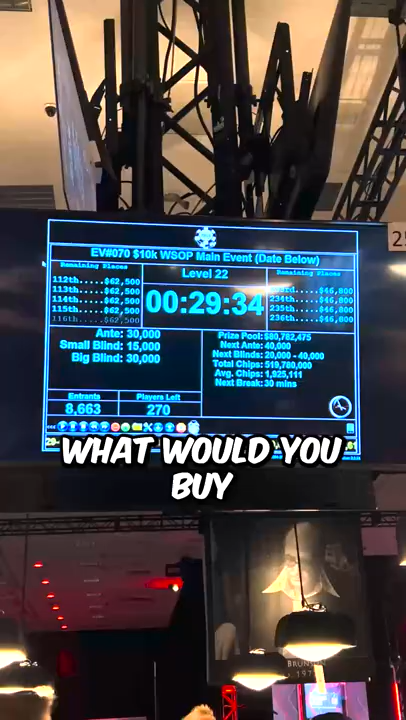 EV#070 $10k WSOP Main Event (Date Below)
Remaining Places
112th.....$62,500
113th.....$62,500
114th.....$62,500
115th.....$62,500
116th.....$62,500
Level 22
00:29:34
Remaining Places
233rd...$46,800
234th...$46,800
235th...$46,800
236th...$46,800
Ante: 30,000
Small Blind: 15,000
Big Blind: 30,000
Prize Pool: $80,782,475
Next Ante: 40,000
Next Blinds: 20,000 - 40,000
Total Chips: 519,780,000
Avg. Chips: 1,925,111
Next Break: 30 mins
Entrants
8,663
Players Left
270
WHAT WOULD YOU
BUY
BRUNSON